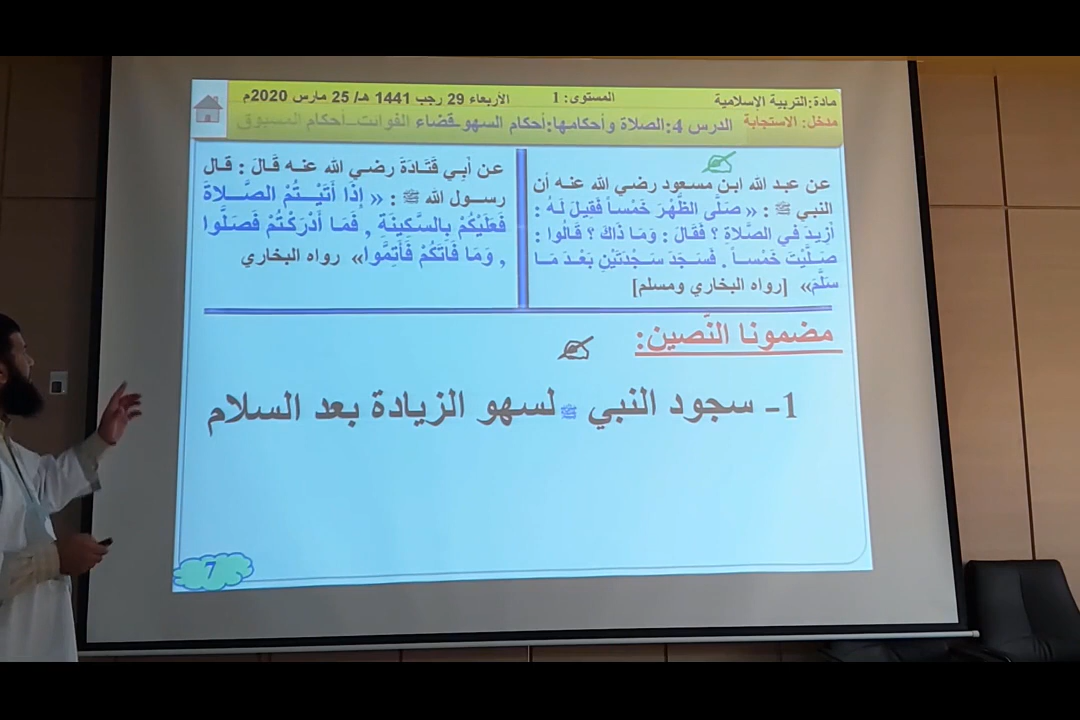 مادة:التربية الإسلامية المستوى: 1 الأربعاء 29 رجب 1441 هـ/ 25 مارس 2020م
مدخل: الاستجابة الدرس 4:الصلاة وأحكامها:أحكام السهو-قضاء الفوائت-أحكام المسبوق
عن عبد الله ابن مسعود رضي الله عنه أن
النبي ﷺ : « صَلَّى الظُّهْرَ خَمْساً فَقِيلَ لَهُ :
أَزِيدَ فِي الصَّلَاةِ ؟ فَقَالَ : وَمَا ذَاكَ ؟ قَالُوا :
صَلَّيْتَ خَمْساً . فَسَجَدَ سَجْدَتَيْنِ بَعْدَ مَا
سَلَّمَ» [رواه البخاري ومسلم]
عن أبي قَتَادَةَ رضي الله عنه قَالَ : قال
رسول الله ﷺ : « إِذَا أَتَيْتُمْ الصَّلَاةَ
فَعَلَيْكُمْ بِالسَّكِينَةِ , فَمَا أَدْرَكْتُمْ فَصَلُّوا
, وَمَا فَاتَكُمْ فَأَتِمُّوا» رواه البخاري
مضمونا النَّصين:
1- سجود النبي ﷺ لسهو الزيادة بعد السلام
7